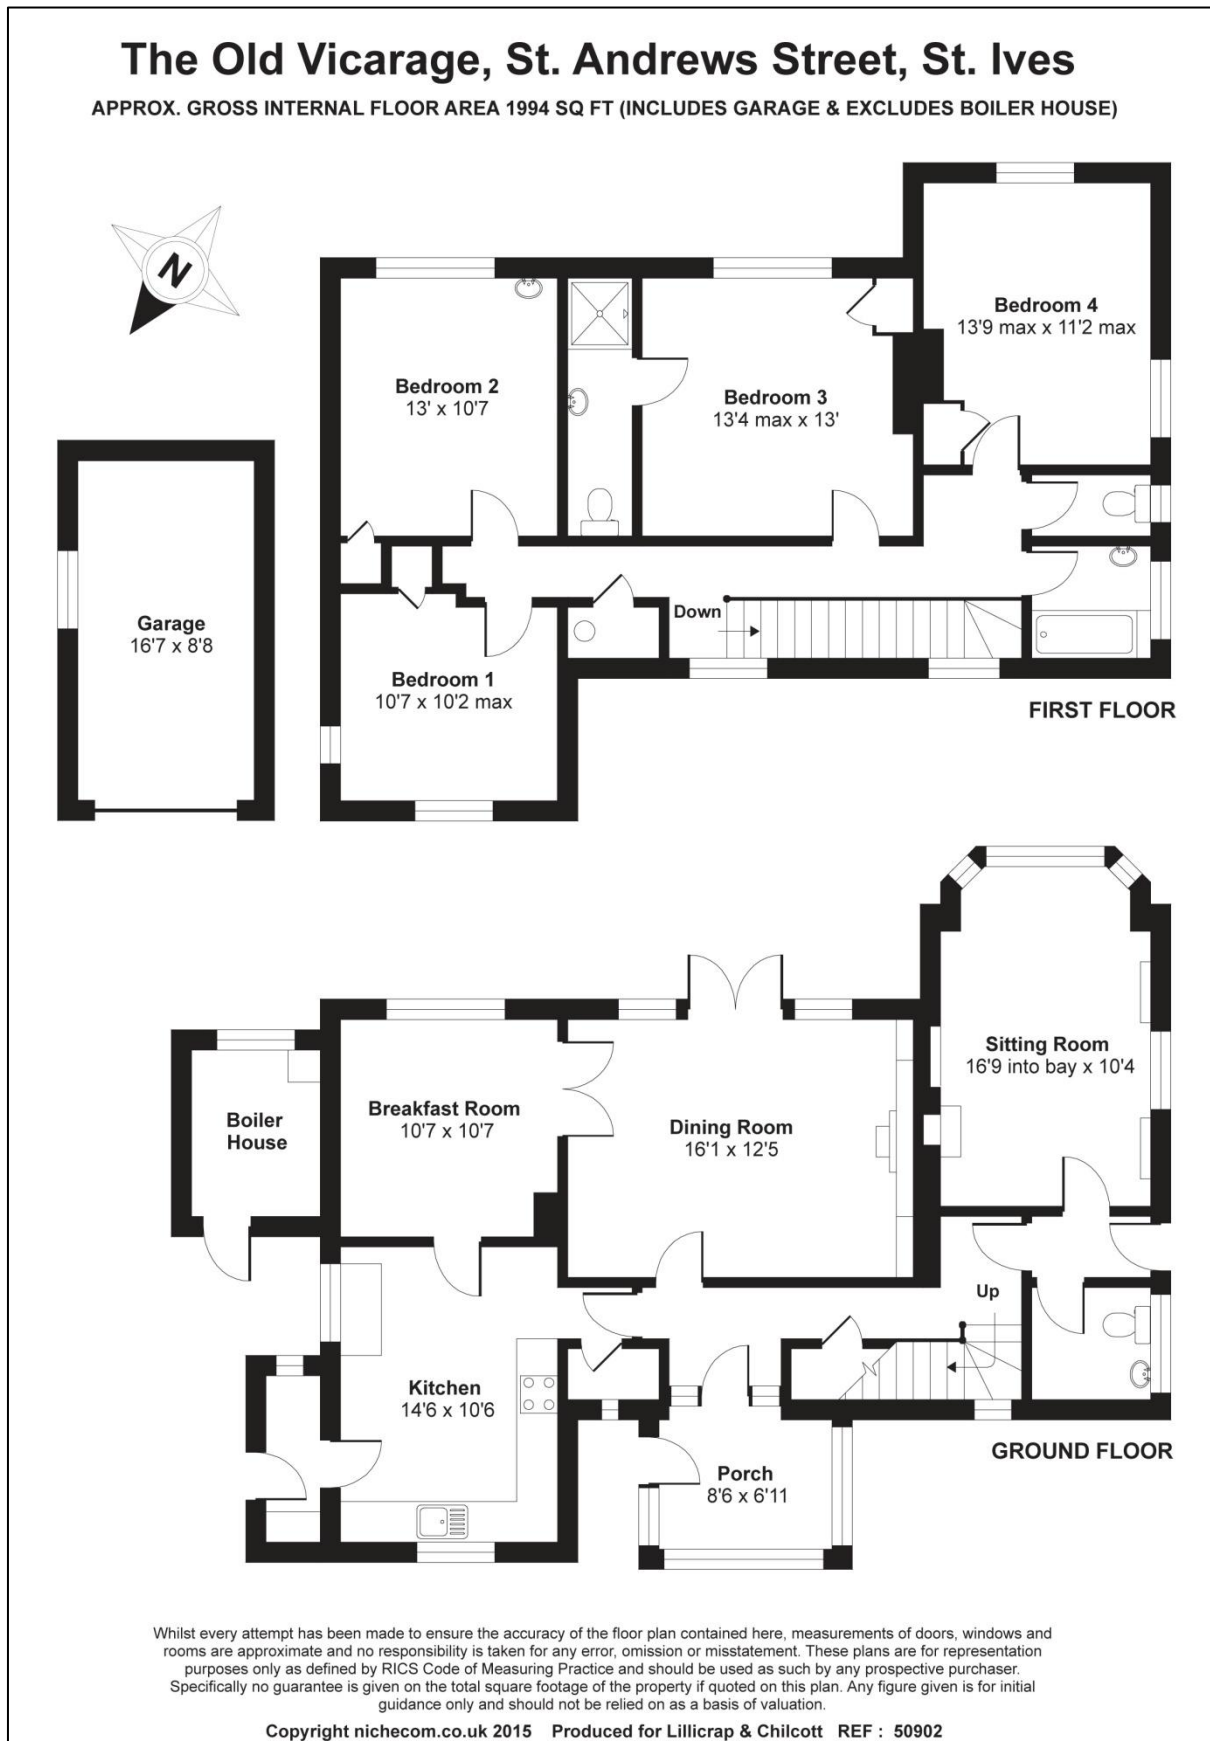 The Old Vicarage, St. Andrews Street, St. Ives
APPROX. GROSS INTERNAL FLOOR AREA 1994 SQ FT (INCLUDES GARAGE & EXCLUDES BOILER HOUSE)
N
Bedroom 4
13'9 max x 11'2 max
Bedroom 2
13' x 10'7
Bedroom 3
13'4 max x 13'
Garage
16'7 x 8'8
Down
Bedroom 1
10'7 x 10'2 max
FIRST FLOOR
Sitting Room
16'9 into bay x 10'4
Breakfast Room
10'7 x 10'7
Boiler
House
Dining Room
16'1 x 12'5
Up
Kitchen
14'6 x 10'6
GROUND FLOOR
Porch
8'6 x 6'11
Whilst every attempt has been made to ensure the accuracy of the floor plan contained here, measurements of doors, windows and
rooms are approximate and no responsibility is taken for any error, omission or misstatement. These plans are for representation
purposes only as defined by RICS Code of Measuring Practice and should be used as such by any prospective purchaser.
Specifically no guarantee is given on the total square footage of the property if quoted on this plan. Any figure given is for initial
guidance only and should not be relied on as a basis of valuation.
Copyright nichecom.co.uk 2015 Produced for Lillicrap & Chilcott REF : 50902